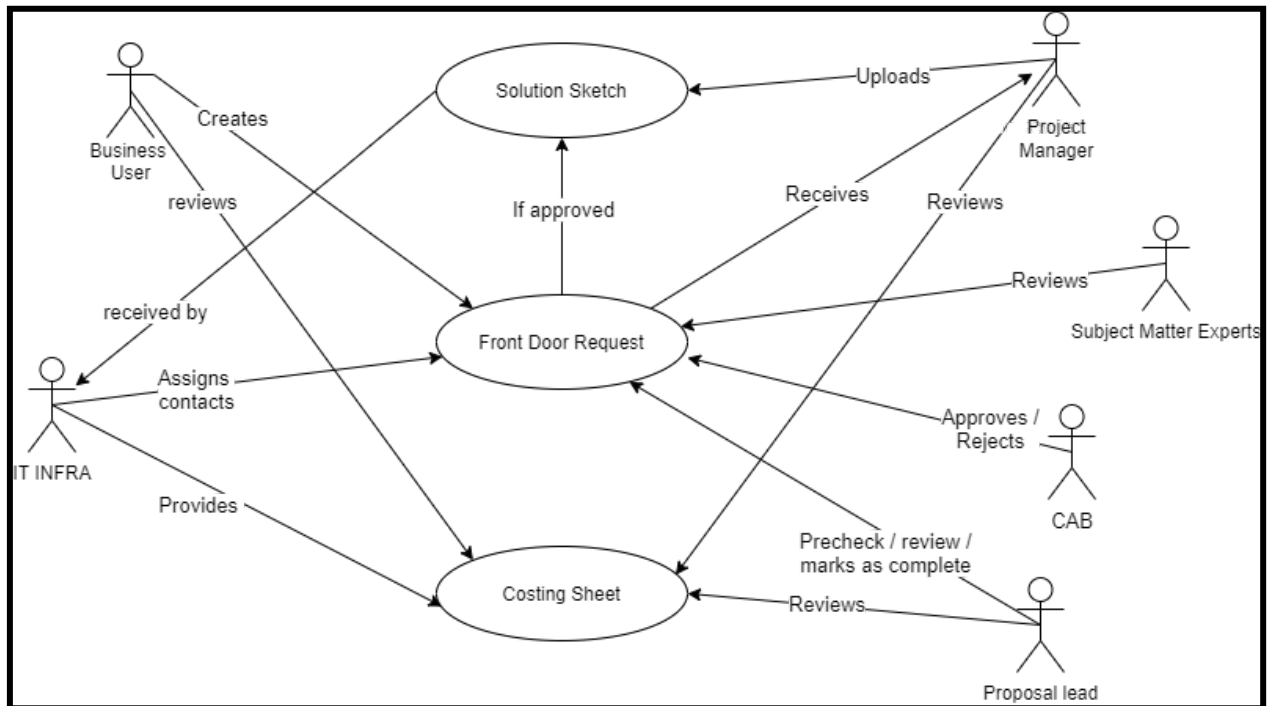 Solution Sketch
Uploads
Project
Manager
Business
User
Creates
reviews
If approved
Receives
Reviews
Reviews
Subject Matter Experts
received by
Front Door Request
Assigns
contacts
IT INFRA
Approves /
Rejects
CAB
Provides
Precheck / review /
marks as complete
Costing Sheet
Reviews
Proposal lead